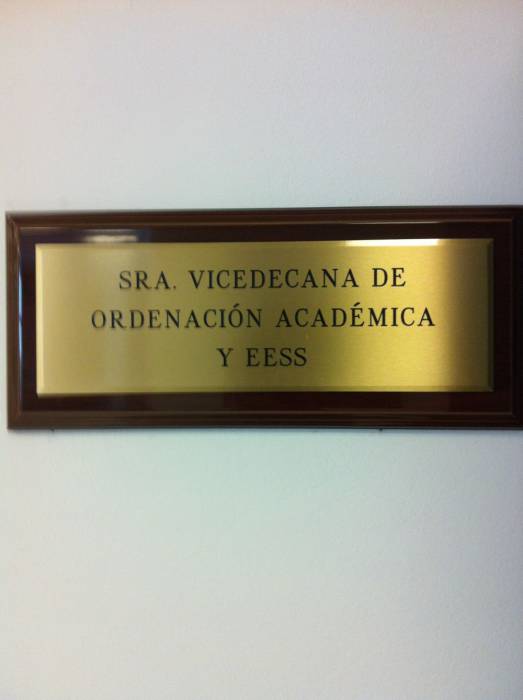 SRA. VICEDECANA DE
ORDENACIÓN ACADÉMICA
Y EESS